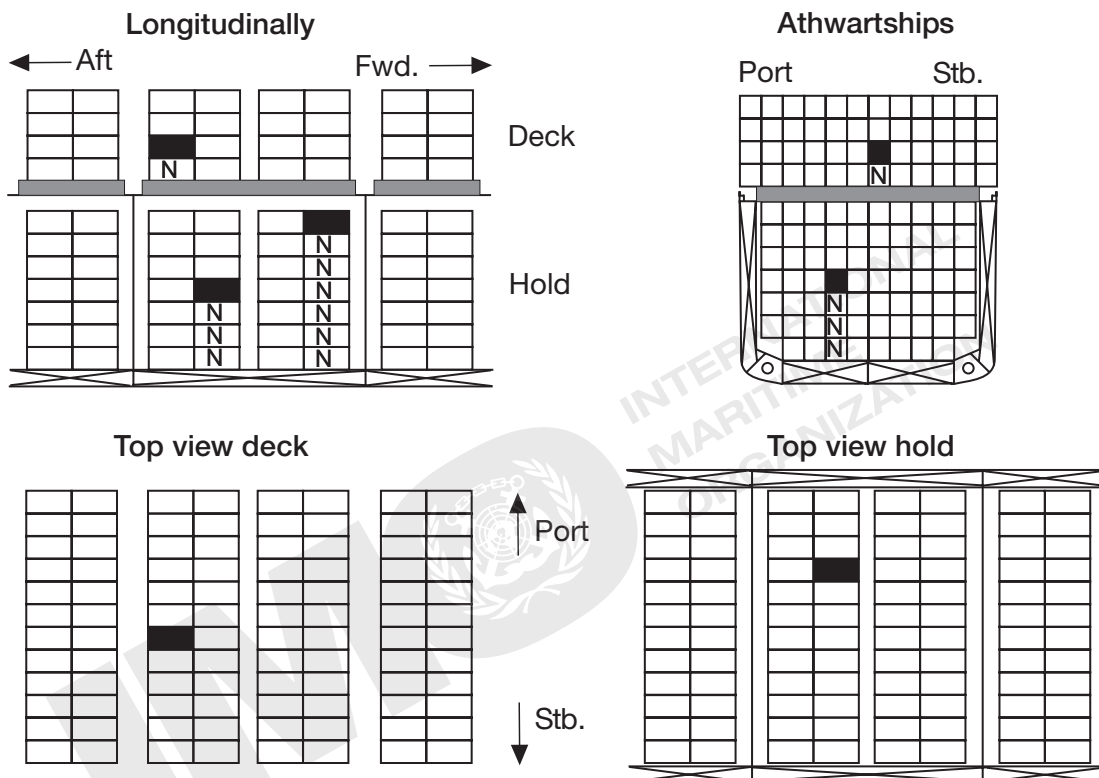 Longitudinally
Aft
Fwd.
Deck
N
N
N
N
N
N
N
Hold
N
N
N
Athwartships
Port
Stb.
N
N
N
N
Top view deck
Port
Stb.
Top view hold
INTERNATIONAL
MARITIME
ORGANIZATION
IMO